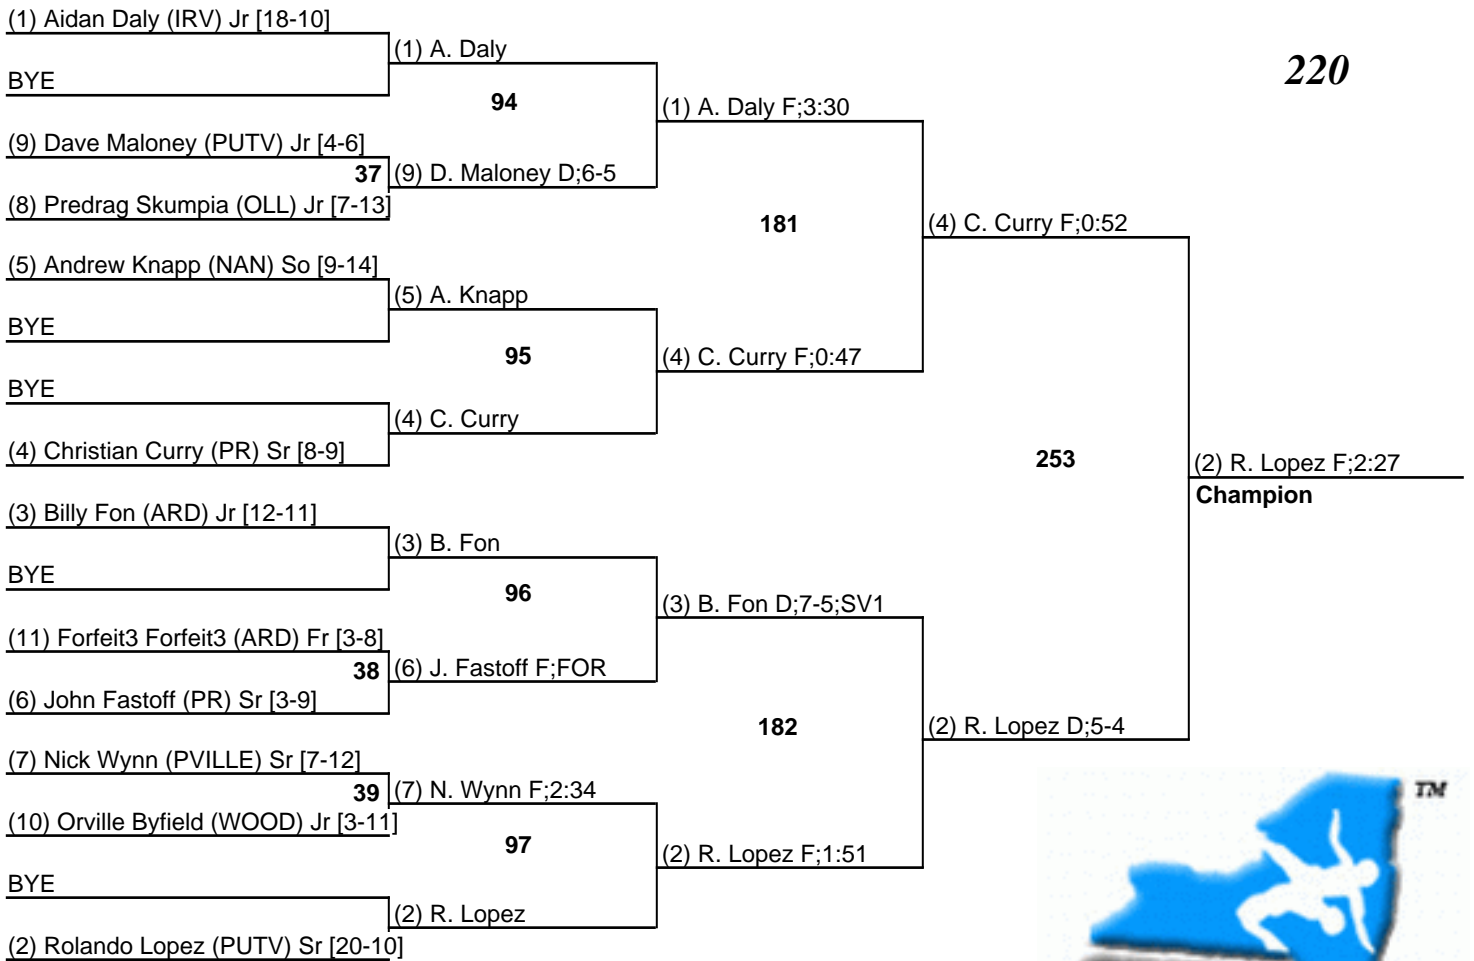 (1) Aidan Daly (IRV) Jr [18-10]
(1) A. Daly
220
BYE
94
(1) A. Daly F;3:30
(9) Dave Maloney (PUTV) Jr [4-6]
37
(9) D. Maloney D;6-5
(8) Predrag Skumpia (OLL) Jr [7-13]
181
(4) C. Curry F;0:52
(5) Andrew Knapp (NAN) So [9-14]
(5) A. Knapp
BYE
95
(4) C. Curry F;0:47
BYE
(4) C. Curry
(4) Christian Curry (PR) Sr [8-9]
253
(2) R. Lopez F;2:27
Champion
(3) Billy Fon (ARD) Jr [12-11]
(3) B. Fon
BYE
96
(3) B. Fon D;7-5;SV1
(11) Forfeit3 Forfeit3 (ARD) Fr [3-8]
38
(6) J. Fastoff F;FOR
(6) John Fastoff (PR) Sr [3-9]
182
(2) R. Lopez D;5-4
(7) Nick Wynn (PVILLE) Sr [7-12]
39
(7) N. Wynn F;2:34
TM
(10) Orville Byfield (WOOD) Jr [3-11]
97
(2) R. Lopez F;1:51
BYE
(2) R. Lopez
(2) Rolando Lopez (PUTV) Sr [20-10]